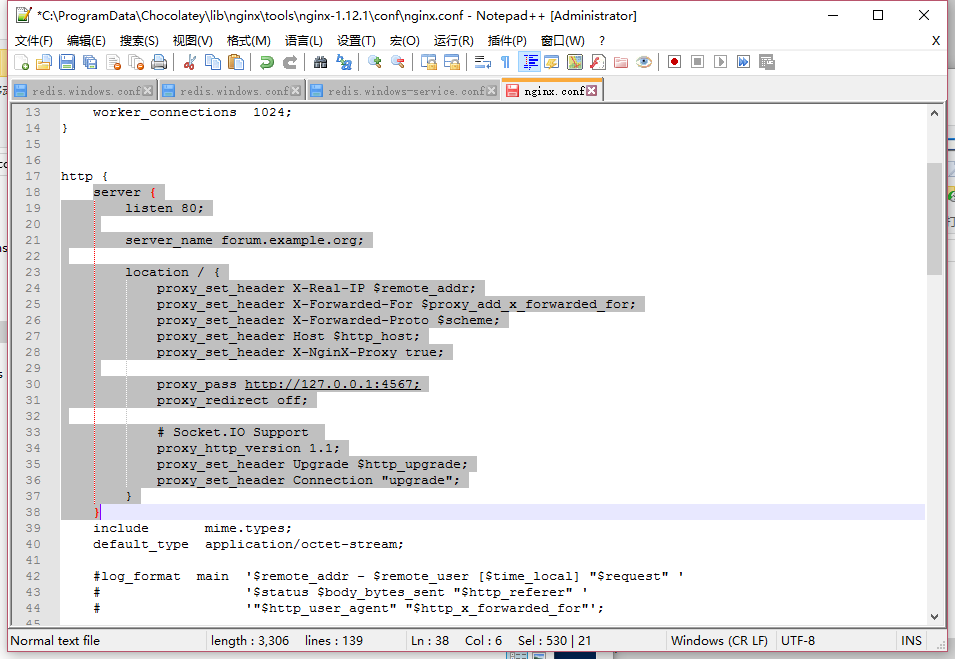 *C:\ProgramData\Chocolatey\lib\nginx\tools\nginx-1.12.1\conf\nginx.conf - Notepad++ [Administrator]
文件(F) 编辑(E) 搜索(S) 视图(V) 格式(M) 语言(L) 设置(T) 宏(O) 运行(R) 插件(P) 窗口(W) ? X
redis.windows.conf redis.windows.conf redis.windows-service.conf nginx.conf
13 worker_connections 1024;
14 }
15
16
17 http {
18 server {
19 listen 80;
20
21 server_name forum.example.org;
22
23 location / {
24 proxy_set_header X-Real-IP $remote_addr;
25 proxy_set_header X-Forwarded-For $proxy_add_x_forwarded_for;
26 proxy_set_header X-Forwarded-Proto $scheme;
27 proxy_set_header Host $http_host;
28 proxy_set_header X-NginX-Proxy true;
29
30 proxy_pass http://127.0.0.1:4567;
31 proxy_redirect off;
32
33 # Socket.IO Support
34 proxy_http_version 1.1;
35 proxy_set_header Upgrade $http_upgrade;
36 proxy_set_header Connection "upgrade";
37 }
38 }
39 include mime.types;
40 default_type application/octet-stream;
41
42 #log_format main '$remote_addr - $remote_user [$time_local] "$request" '
43 # '$status $body_bytes_sent "$http_referer" '
44 # '"$http_user_agent" "$http_x_forwarded_for"';
45
Normal text file length : 3,306 lines : 139 Ln : 38 Col : 6 Sel : 530 | 21 Windows (CR LF) UTF-8 INS